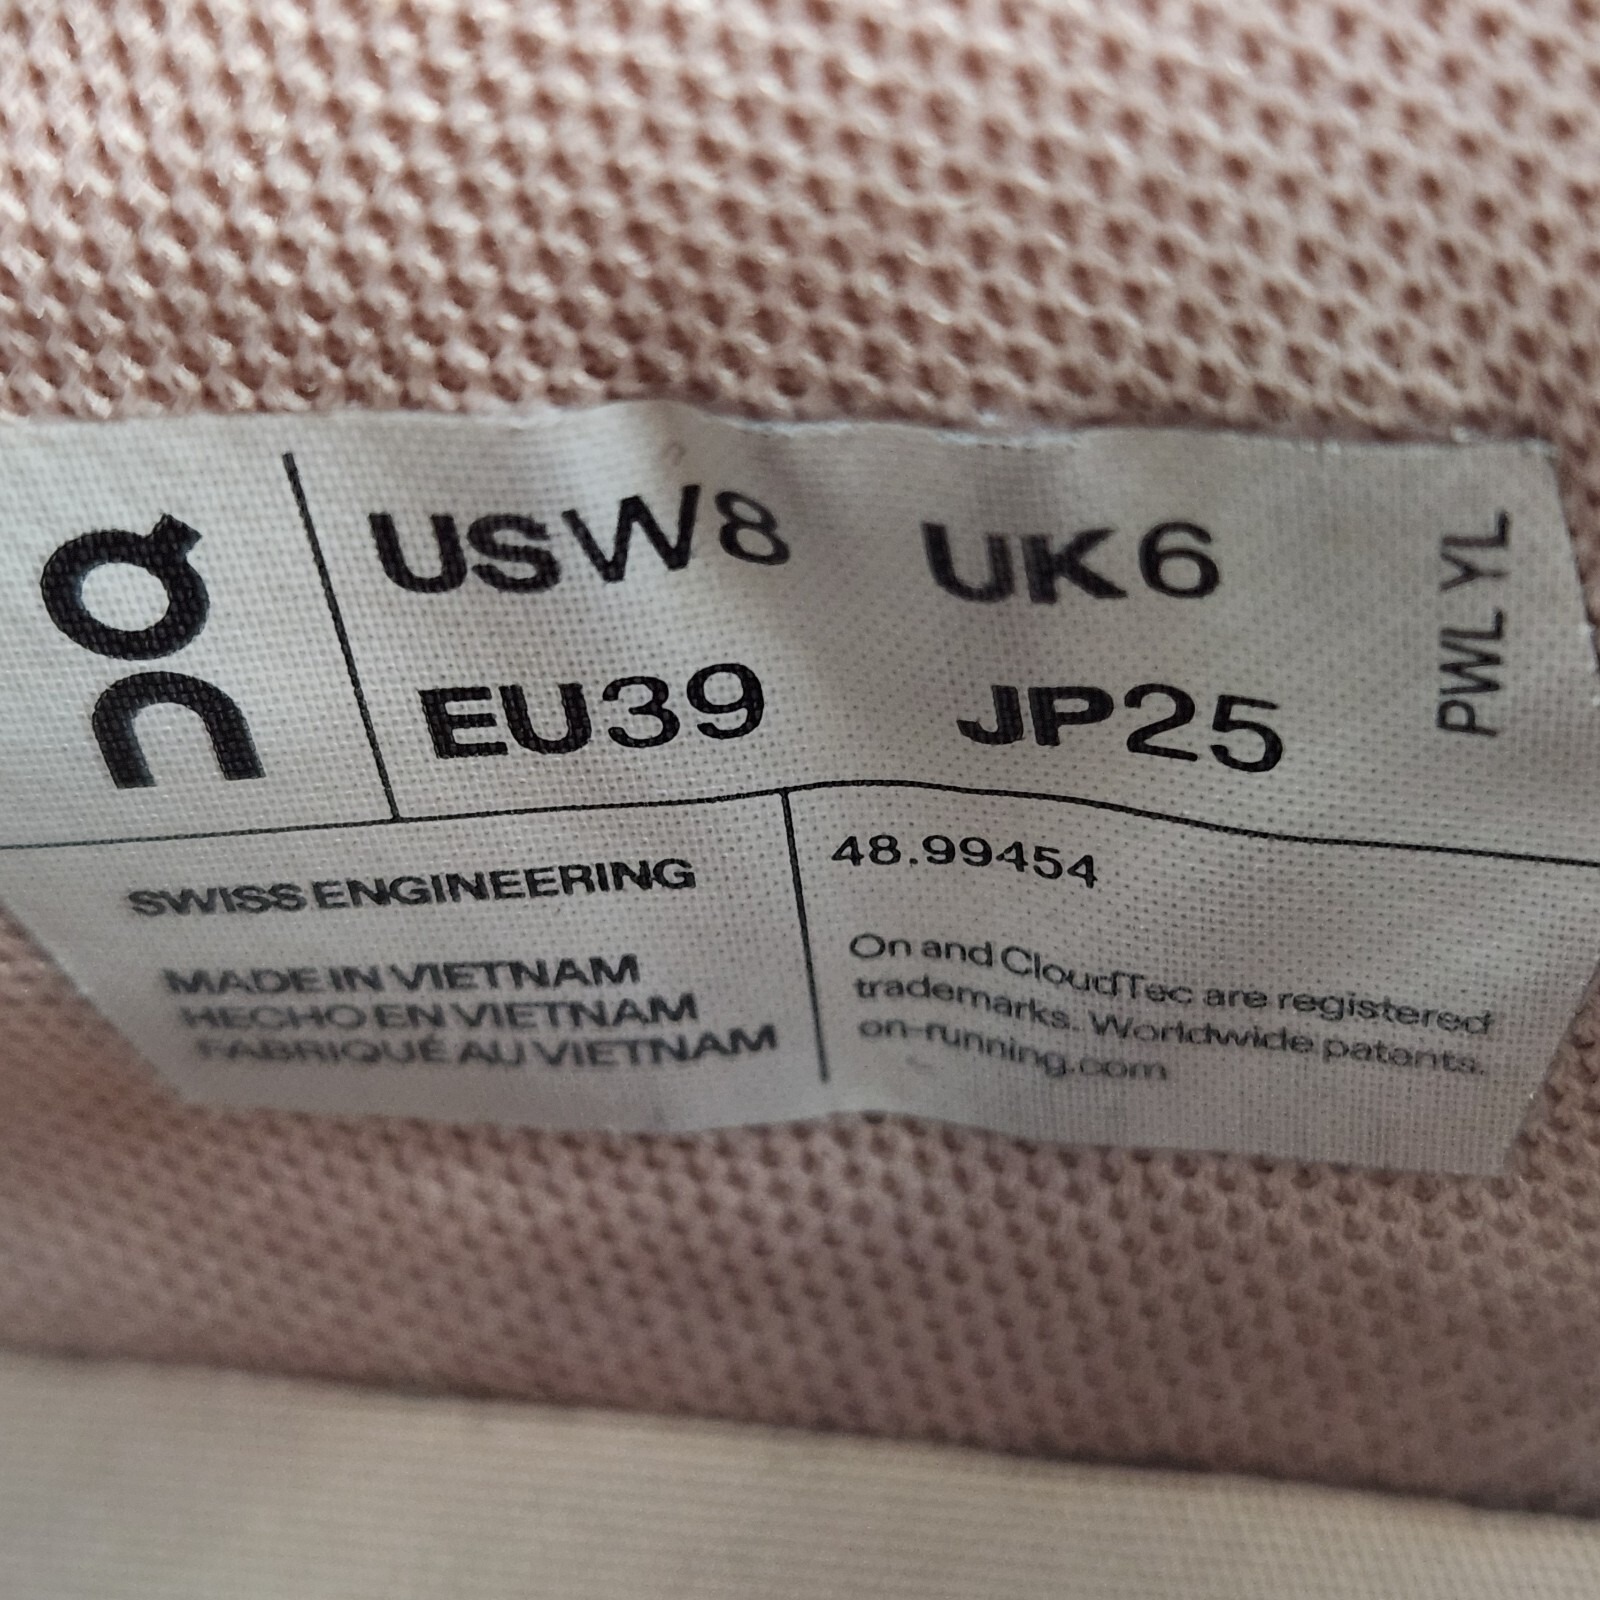 on
USW8 UK6
EU39 JP25
PWL YL
SWISS ENGINEERING
MADE IN VIETNAM
HECHO EN VIETNAM
FABRIQUÉ AU VIETNAM
48.99454
On and CloudTec are registered
trademarks. Worldwide patents.
on-running.com